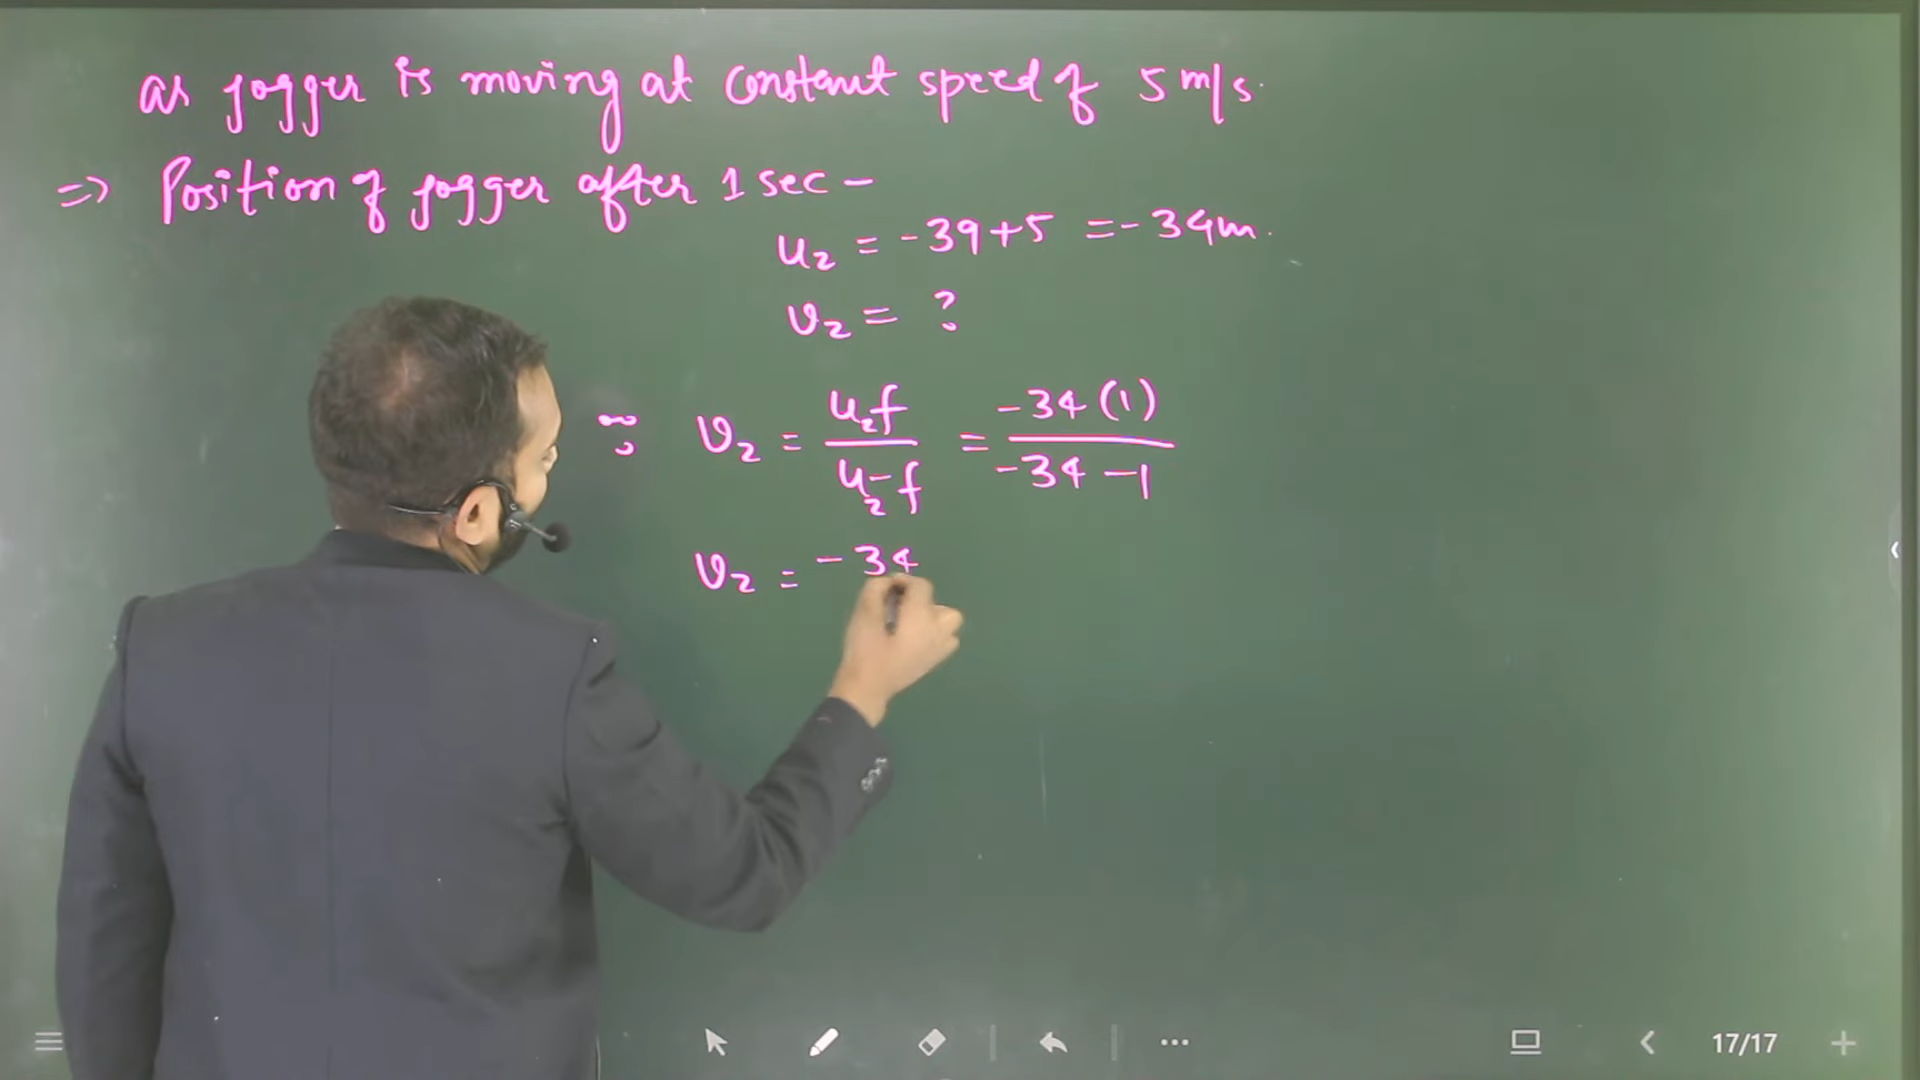 as jogger is moving at constant speed of 5 m/s.
=> Position of jogger after 1 sec -
u₂ = -39+5 = -34m.
v₂ = ?
∵ v₂ = u₂f / u₂-f = -34(1) / -34-1
v₂ = -34
17/17